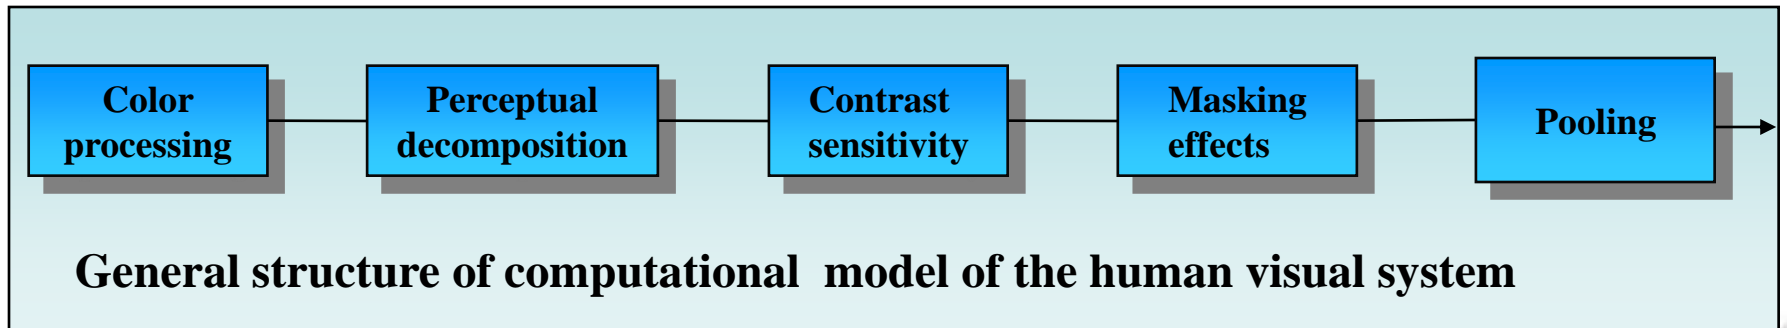 Color
processing
Perceptual
decomposition
Contrast
sensitivity
Masking
effects
Pooling
General structure of computational  model of the human visual system